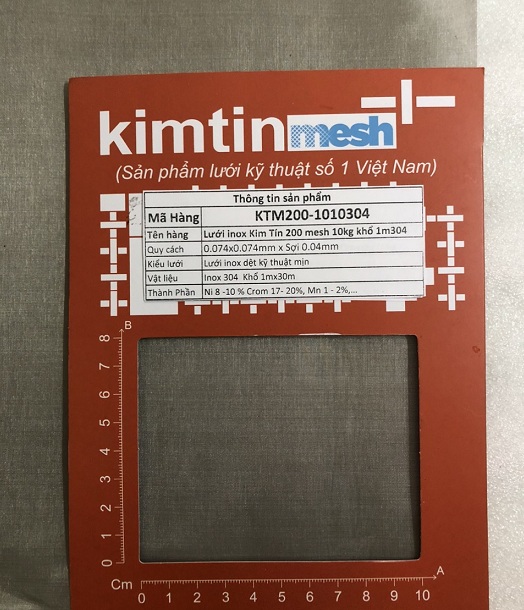 kimtin mesh
(Sản phẩm lưới kỹ thuật số 1 Việt Nam)
Thông tin sản phẩm
Mã Hàng KTM200-1010304
Tên hàng Lưới inox Kim Tín 200 mesh 10kg khổ 1m304
Quy cách 0.074x0.074mm x Sợi 0.04mm
Kiểu lưới Lưới inox dệt kỹ thuật mịn
Vật liệu Inox 304 Khổ 1mx30m
Thành Phần Ni 8 -10 % Crom 17- 20%, Mn 1 - 2%,...
B
8
7
6
5
4
3
2
1
0
Cm 0 1 2 3 4 5 6 7 8 9 10 A